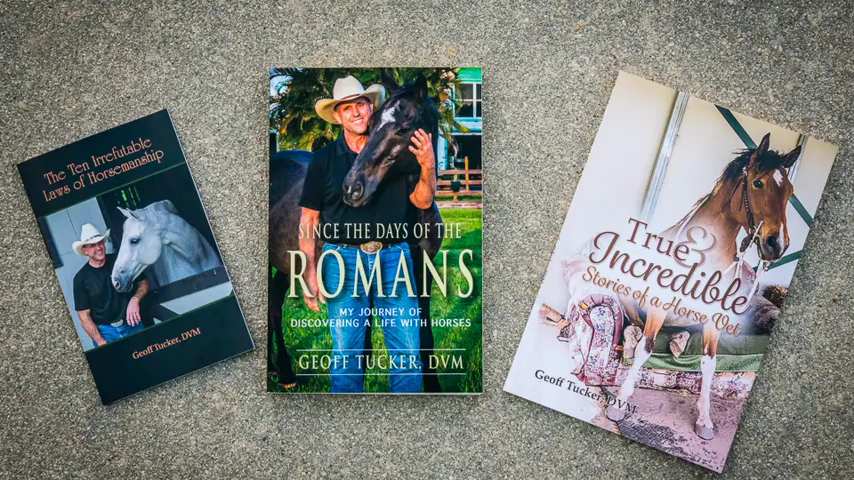 The Ten Irrefutable
Laws of Horsemanship
Geoff Tucker, DVM
SINCE THE DAYS OF THE
ROMANS
MY JOURNEY OF
DISCOVERING A LIFE WITH HORSES
GEOFF TUCKER, DVM
True &
Incredible
Stories of a Horse Vet
Geoff Tucker, DVM